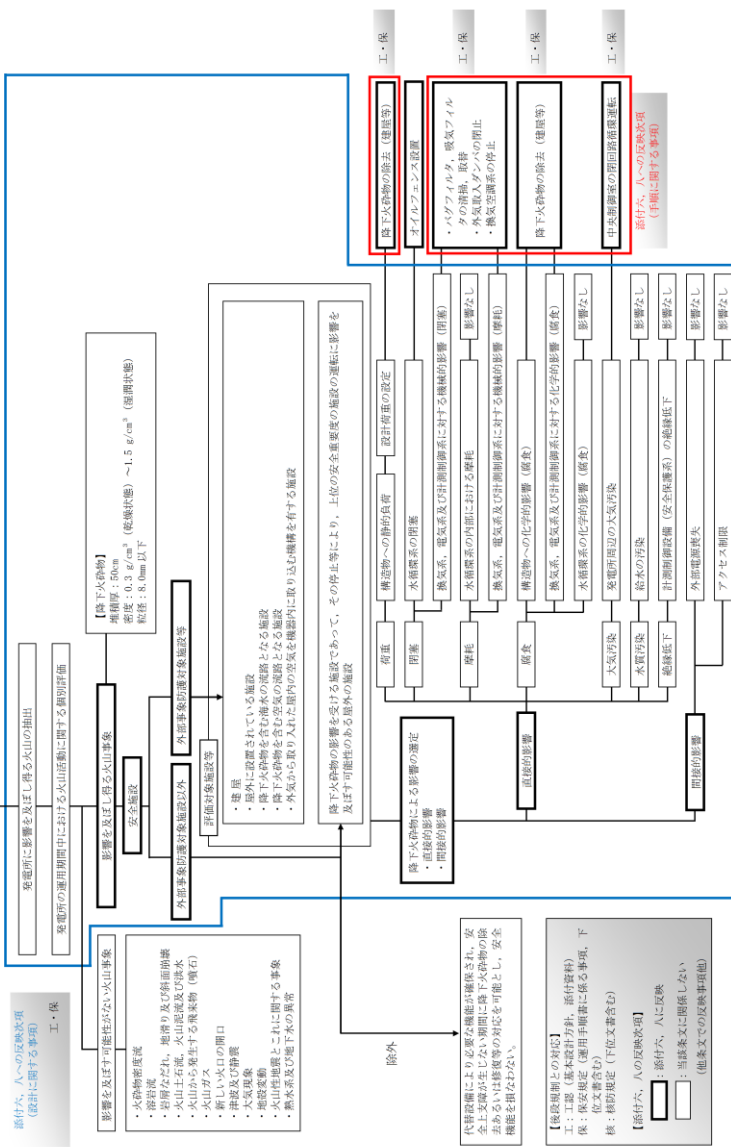 添付六，八への反映次項
（設計に関する事項）
工・保
発電所に影響を及ぼし得る火山の抽出
発電所の運用期間中における火山活動に関する個別評価
影響を及ぼす可能性がない火山事象
・火砕物密度流
・溶岩流
・岩屑なだれ，地滑り及び斜面崩壊
・火山土石流，火山泥流及び洪水
・火山から発生する飛来物（噴石）
・火山ガス
・新しい火口の開口
・津波及び静震
・大気現象
・地殻変動
・火山性地震とこれに関する事象
・熱水系及び地下水の異常
影響を及ぼし得る火山事象
【降下火砕物】
堆積厚：50cm
密度：0.3 g/cm³（乾燥状態）～1.5 g/cm³（湿潤状態）
粒径：8.0mm 以下
安全施設
外部事象防護対象施設以外
外部事象防護対象施設等
評価対象施設等
・建屋
・屋外に設置されている施設
・降下火砕物を含む海水の流路となる施設
・降下火砕物を含む空気の流路となる施設
・外気から取り入れた屋内の空気を機器内に取り込む機構を有する施設
降下火砕物の影響を受ける施設であって，その停止等により，上位の安全重要度の施設の運転に影響を
及ぼす可能性のある屋外の施設
除外
代替設備により必要な機能が確保され，安
全上支障が生じない期間に降下火砕物の除
去あるいは修復等の対応を可能とし，安全
機能を損なわない。
降下火砕物による影響の選定
・直接的影響
・間接的影響
直接的影響
間接的影響
荷重
構造物への静的負荷
設計荷重の設定
降下火砕物の除去（建屋等）
工・保
閉塞
水循環系の閉塞
オイルフェンス設置
換気系，電気系及び計測制御系に対する機械的影響（閉塞）
・バグフィルタ，吸気フィル
タの清掃，取替
・外気取入ダンパの閉止
・換気空調系の停止
工・保
摩耗
水循環系の内部における摩耗
影響なし
換気系，電気系及び計測制御系に対する機械的影響（摩耗）
腐食
構造物への化学的影響（腐食）
降下火砕物の除去（建屋等）
工・保
換気系，電気系及び計測制御系に対する化学的影響（腐食）
水循環系の化学的影響（腐食）
影響なし
大気汚染
発電所周辺の大気汚染
中央制御室の閉回路循環運転
工・保
水質汚染
給水の汚染
影響なし
絶縁低下
計測制御設備（安全保護系）の絶縁低下
影響なし
外部電源喪失
影響なし
アクセス制限
影響なし
添付六，八への反映次項
（手順に関する事項）
【後段規制との対応】
工：工認（基本設計方針，添付資料）
保：保安規定（運用手順書に係る事項，下
位文書含む）
核：核防規定（下位文書含む）
【添付六，八の反映次項】
：添付六，八に反映
：当該条文に関係しない
（他条文での反映事項他）